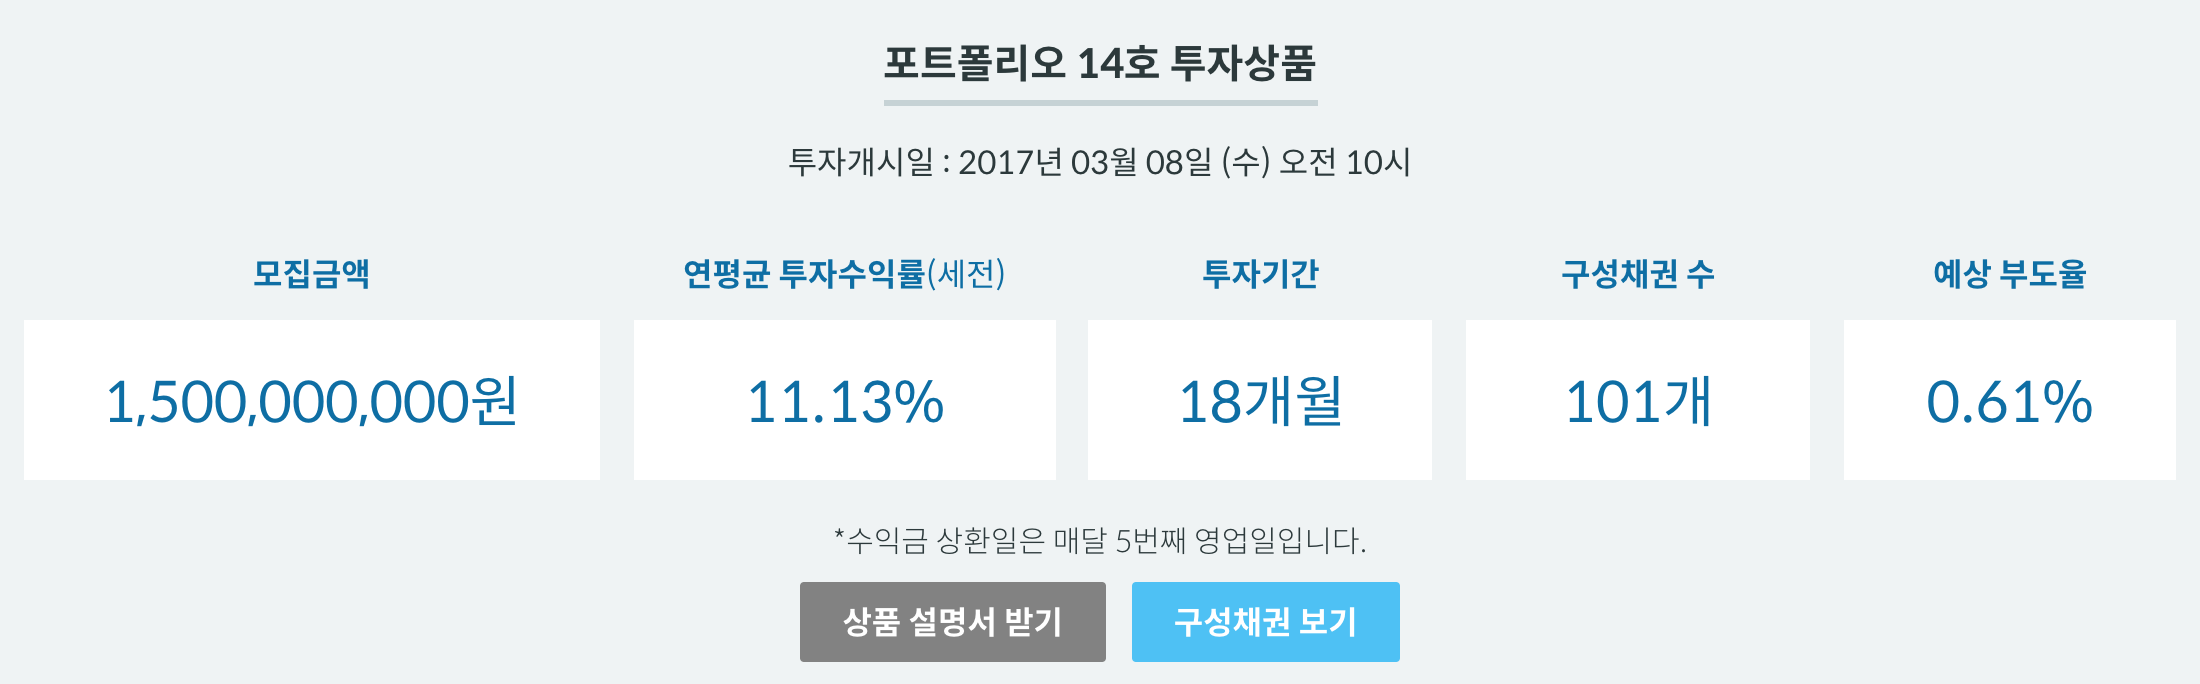 포트폴리오 14호 투자상품
투자개시일 : 2017년 03월 08일 (수) 오전 10시
모집금액 연평균 투자수익률(세전) 투자기간 구성채권 수 예상 부도율
1,500,000,000원 11.13% 18개월 101개 0.61%
*수익금 상환일은 매달 5번째 영업일입니다.
상품 설명서 받기 구성채권 보기